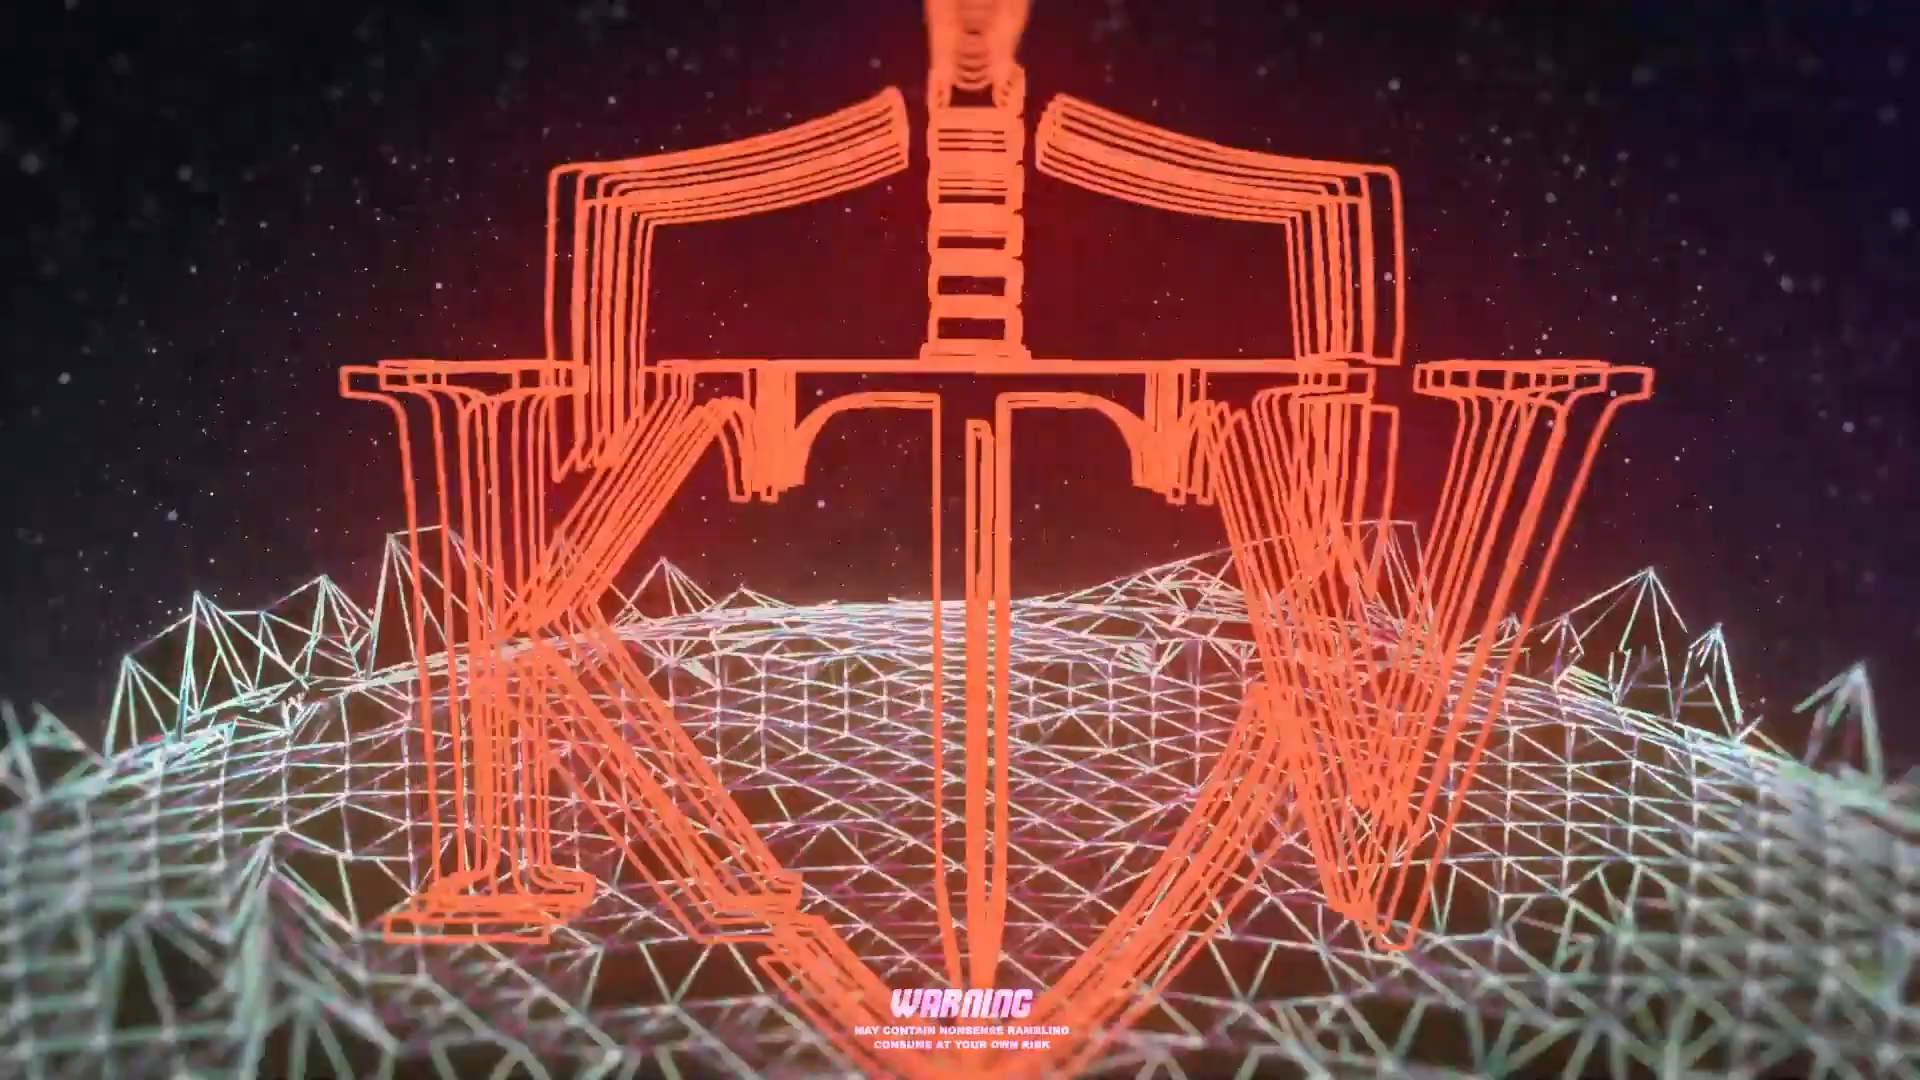 KTV
WARNING
MAY CONTAIN NONSENSE RAMBLING
CONSUME AT YOUR OWN RISK